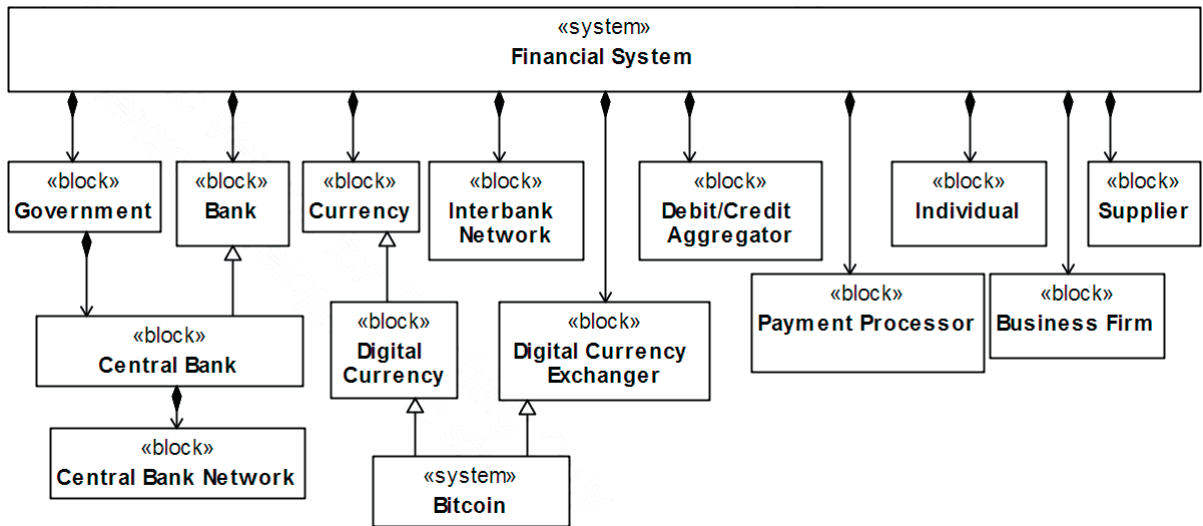 «system»
Financial System
«block»
Government
«block»
Bank
«block»
Currency
«block»
Interbank
Network
«block»
Debit/Credit
Aggregator
«block»
Individual
«block»
Supplier
«block»
Central Bank
«block»
Digital
Currency
«block»
Digital Currency
Exchanger
«block»
Payment Processor
«block»
Business Firm
«block»
Central Bank Network
«system»
Bitcoin